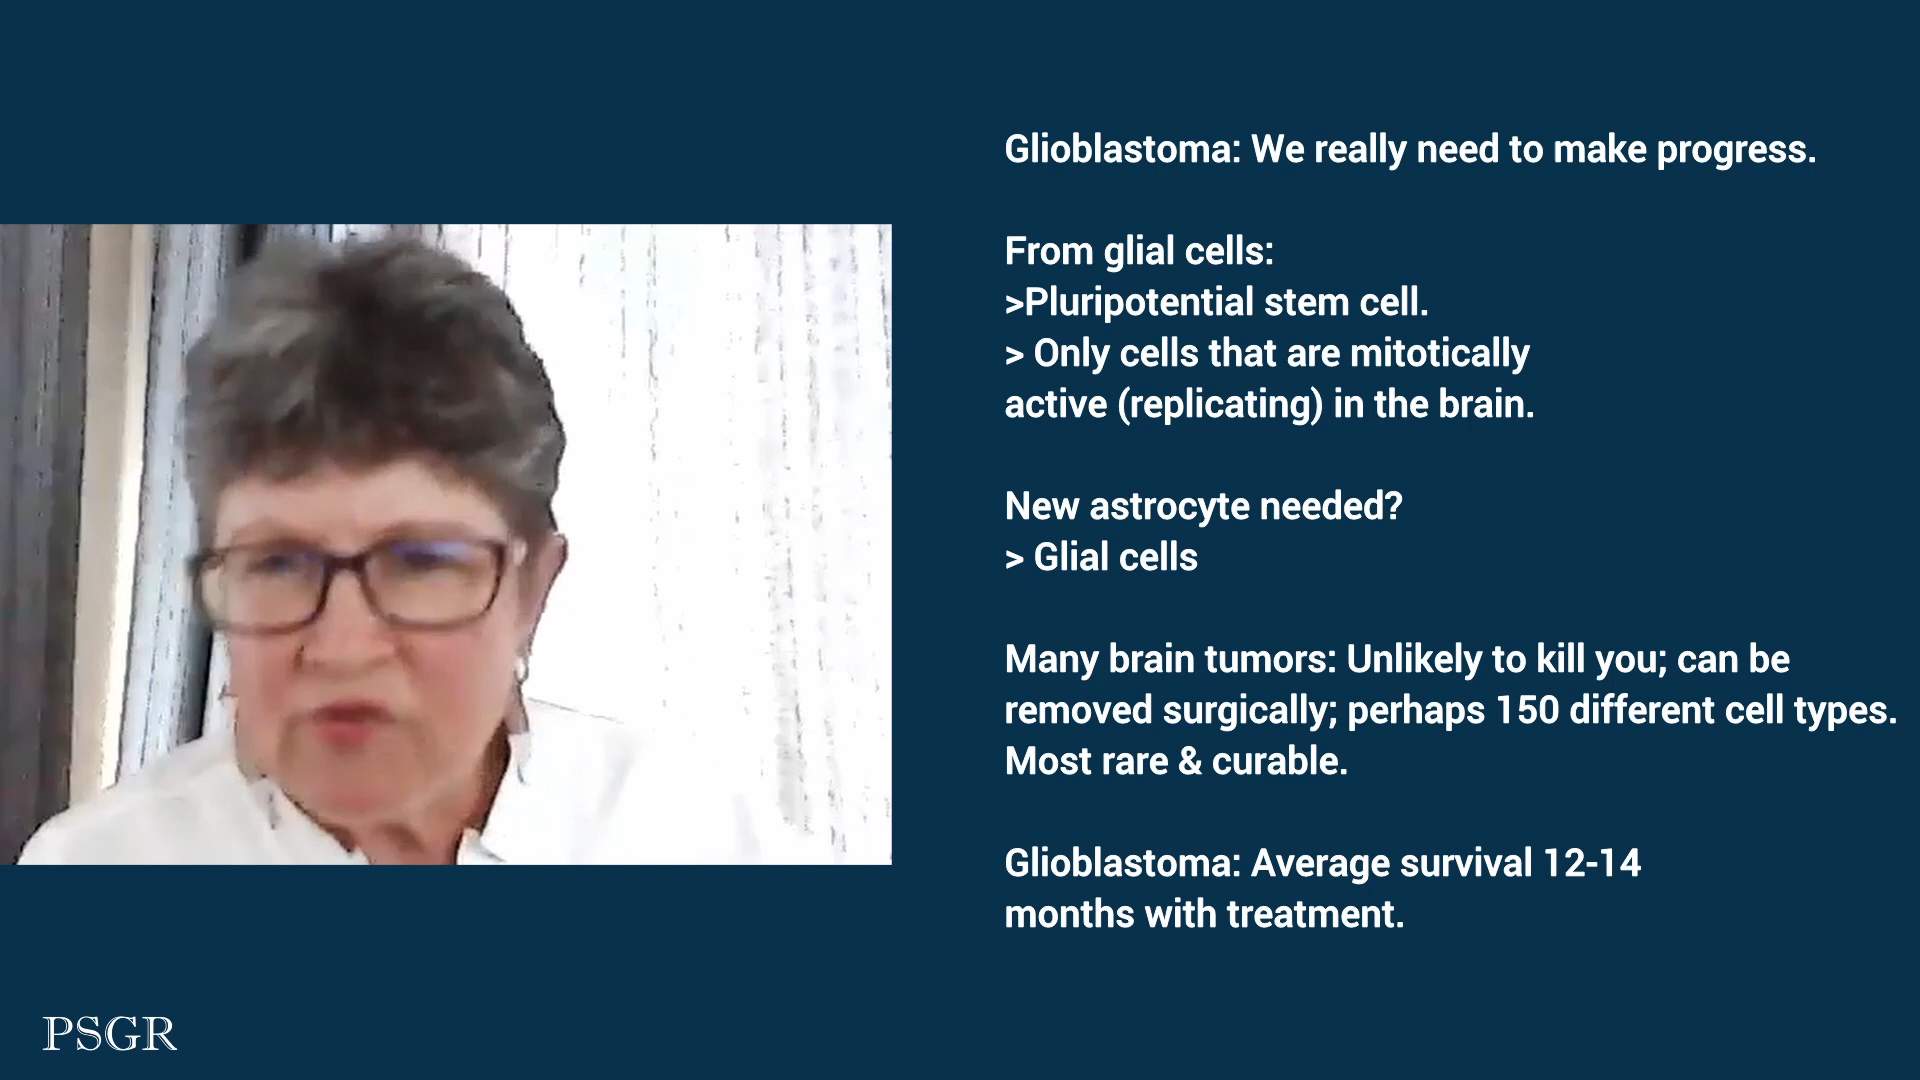 Glioblastoma: We really need to make progress.
From glial cells:
>Pluripotential stem cell.
> Only cells that are mitotically
active (replicating) in the brain.
New astrocyte needed?
> Glial cells
Many brain tumors: Unlikely to kill you; can be
removed surgically; perhaps 150 different cell types.
Most rare & curable.
Glioblastoma: Average survival 12-14
months with treatment.
PSGR